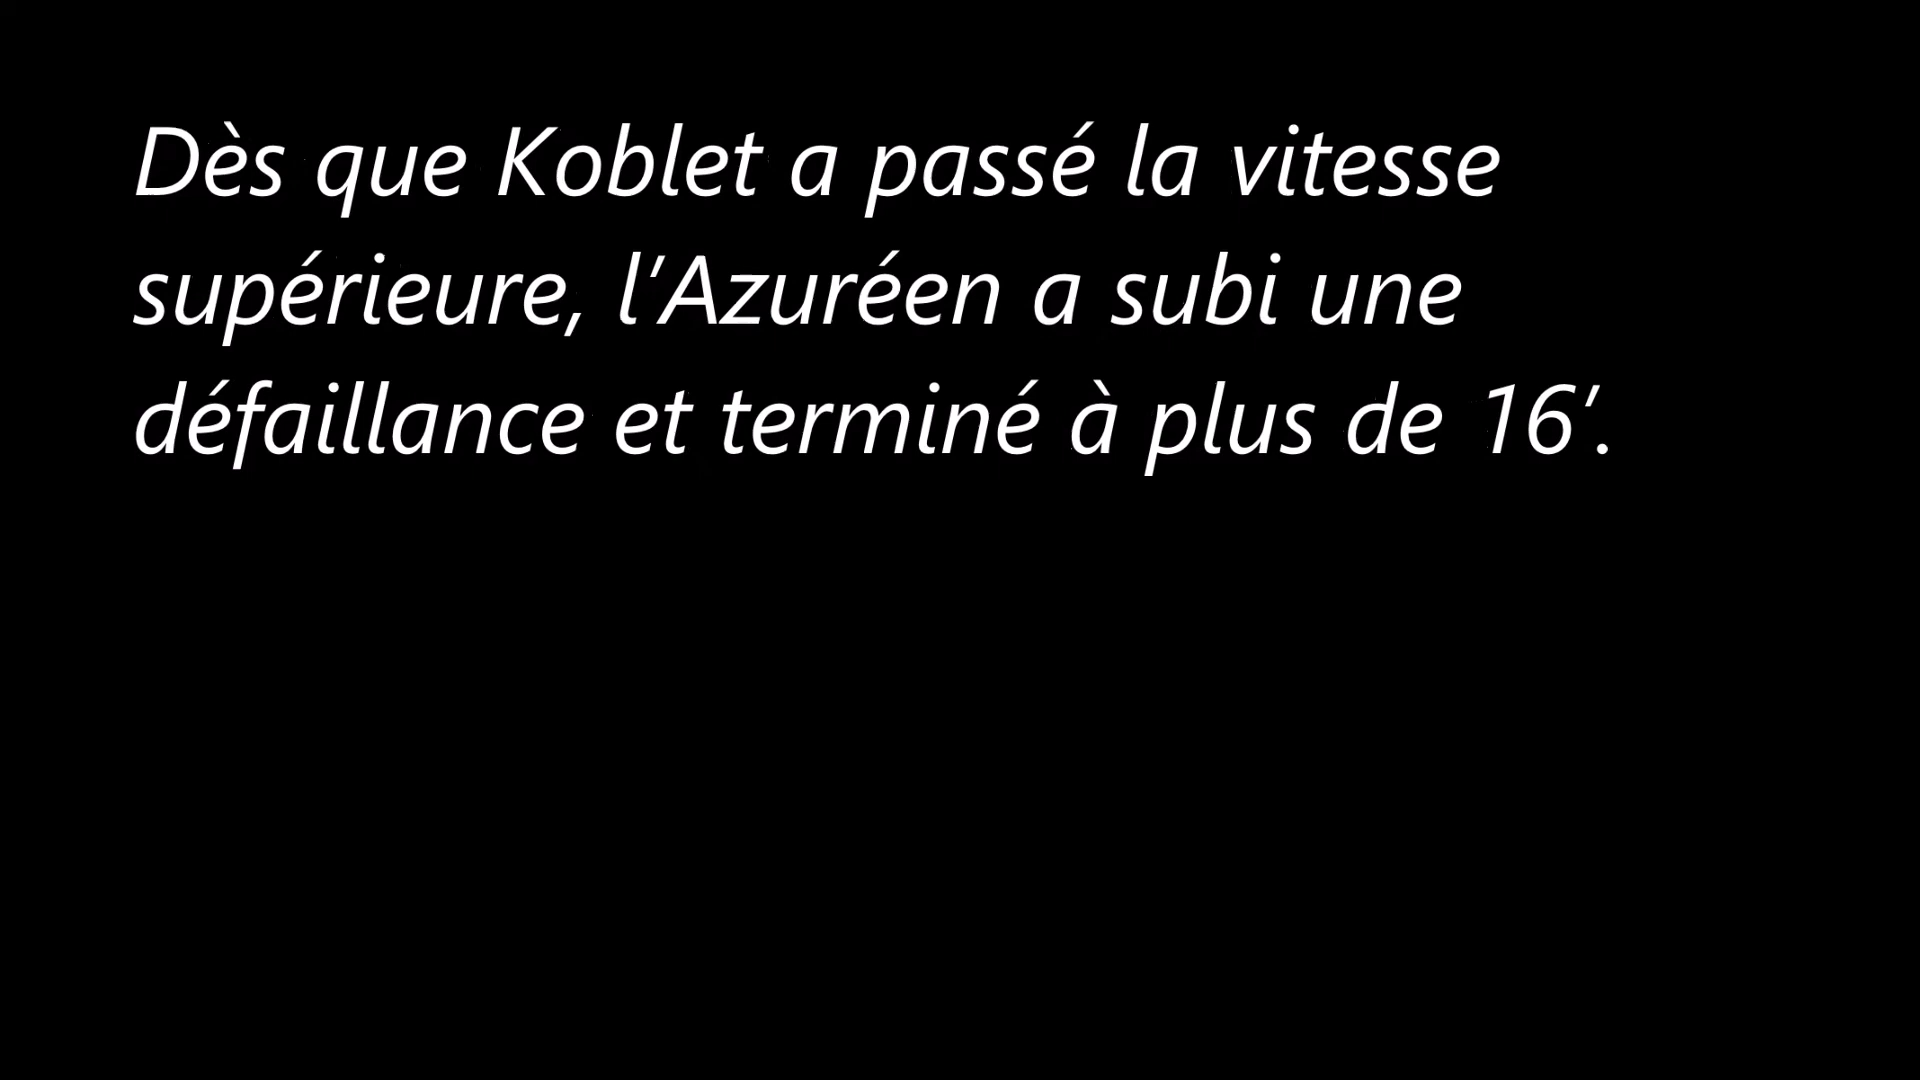 Dès que Koblet a passé la vitesse
supérieure, l’Azuréen a subi une
défaillance et terminé à plus de 16’.